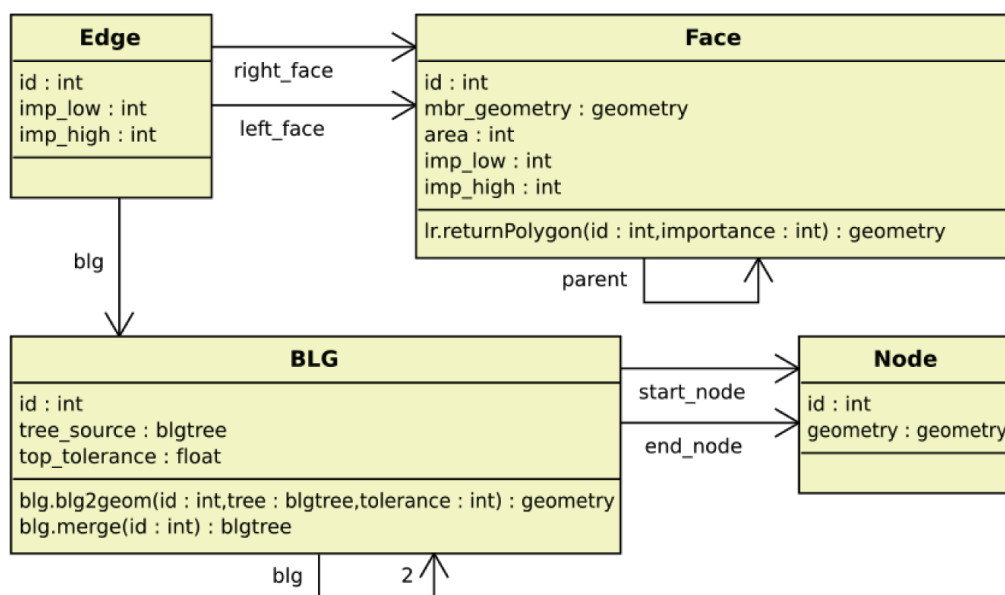 Edge
id : int
imp_low : int
imp_high : int
right_face
left_face
Face
id : int
mbr_geometry : geometry
area : int
imp_low : int
imp_high : int
lr.returnPolygon(id : int,importance : int) : geometry
parent
blg
BLG
id : int
tree_source : blgtree
top_tolerance : float
blg.blg2geom(id : int,tree : blgtree,tolerance : int) : geometry
blg.merge(id : int) : blgtree
start_node
end_node
Node
id : int
geometry : geometry
blg
2